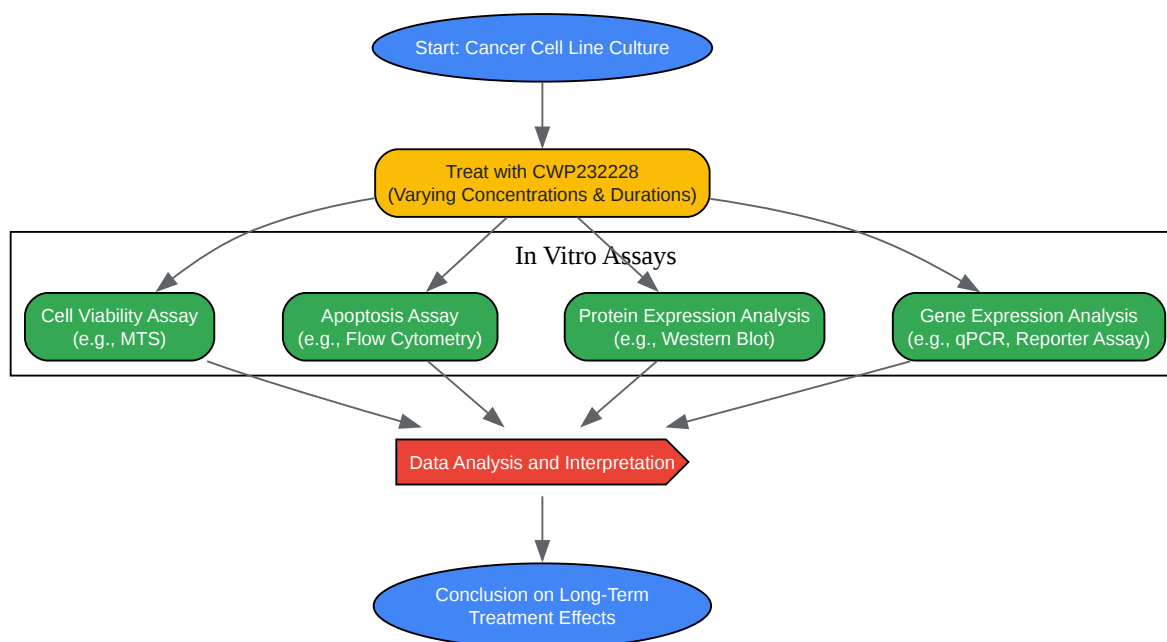 Start: Cancer Cell Line Culture
Treat with CWP232228
(Varying Concentrations & Durations)
In Vitro Assays
Cell Viability Assay
(e.g., MTS)
Apoptosis Assay
(e.g., Flow Cytometry)
Protein Expression Analysis
(e.g., Western Blot)
Gene Expression Analysis
(e.g., qPCR, Reporter Assay)
Data Analysis and Interpretation
Conclusion on Long-Term
Treatment Effects